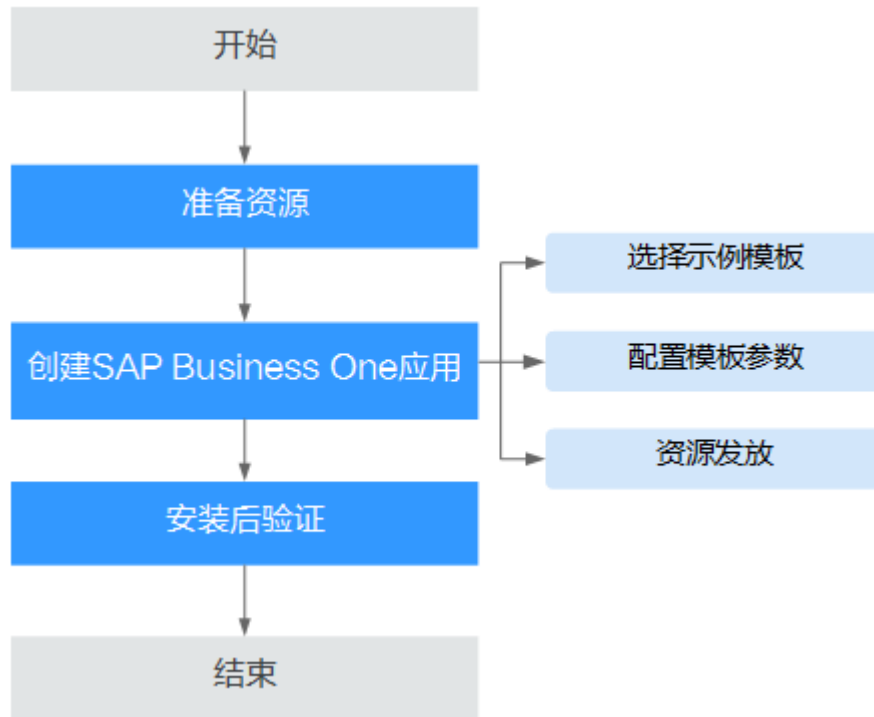 开始
准备资源
创建SAP Business One应用
选择示例模板
配置模板参数
资源发放
安装后验证
结束